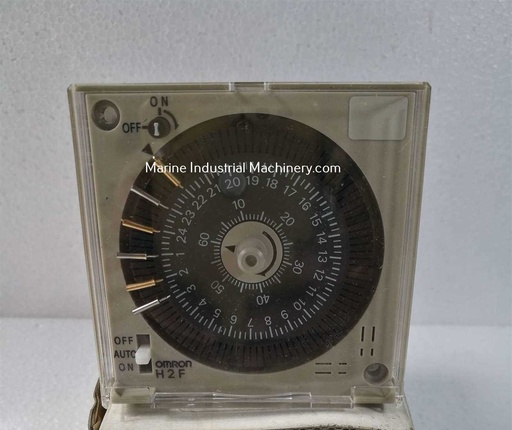 ON
OFF
Marine Industrial Machinery.com
24 23 22 21 20 19 18 17 16 15 14 13 12 11 10 9 8 7 6 5 4 3 2 1
10 20 30 40 50 60
OFF
AUTO
ON
OMRON
H2F